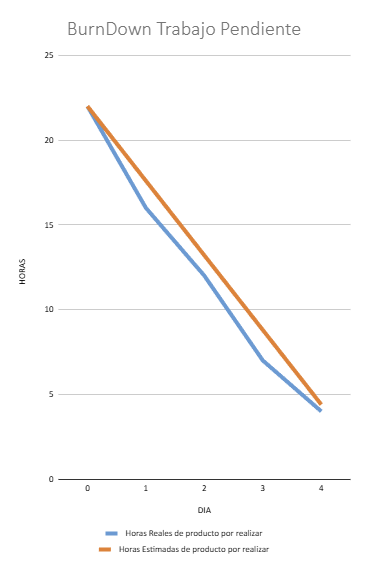 BurnDown Trabajo Pendiente
25
20
15
10
5
0
HORAS
0 1 2 3 4
DIA
Horas Reales de producto por realizar
Horas Estimadas de producto por realizar